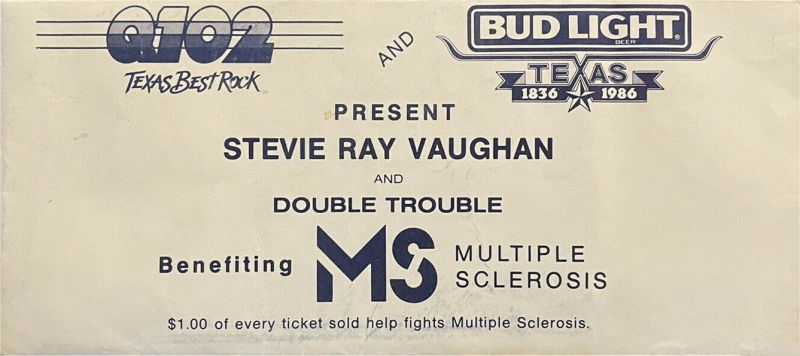 Q102
TEXAS BEST ROCK
AND
BUD LIGHT®
BEER
TEXAS
1836 1986
PRESENT
STEVIE RAY VAUGHAN
AND
DOUBLE TROUBLE
Benefiting MS MULTIPLE
SCLEROSIS
$1.00 of every ticket sold help fights Multiple Sclerosis.